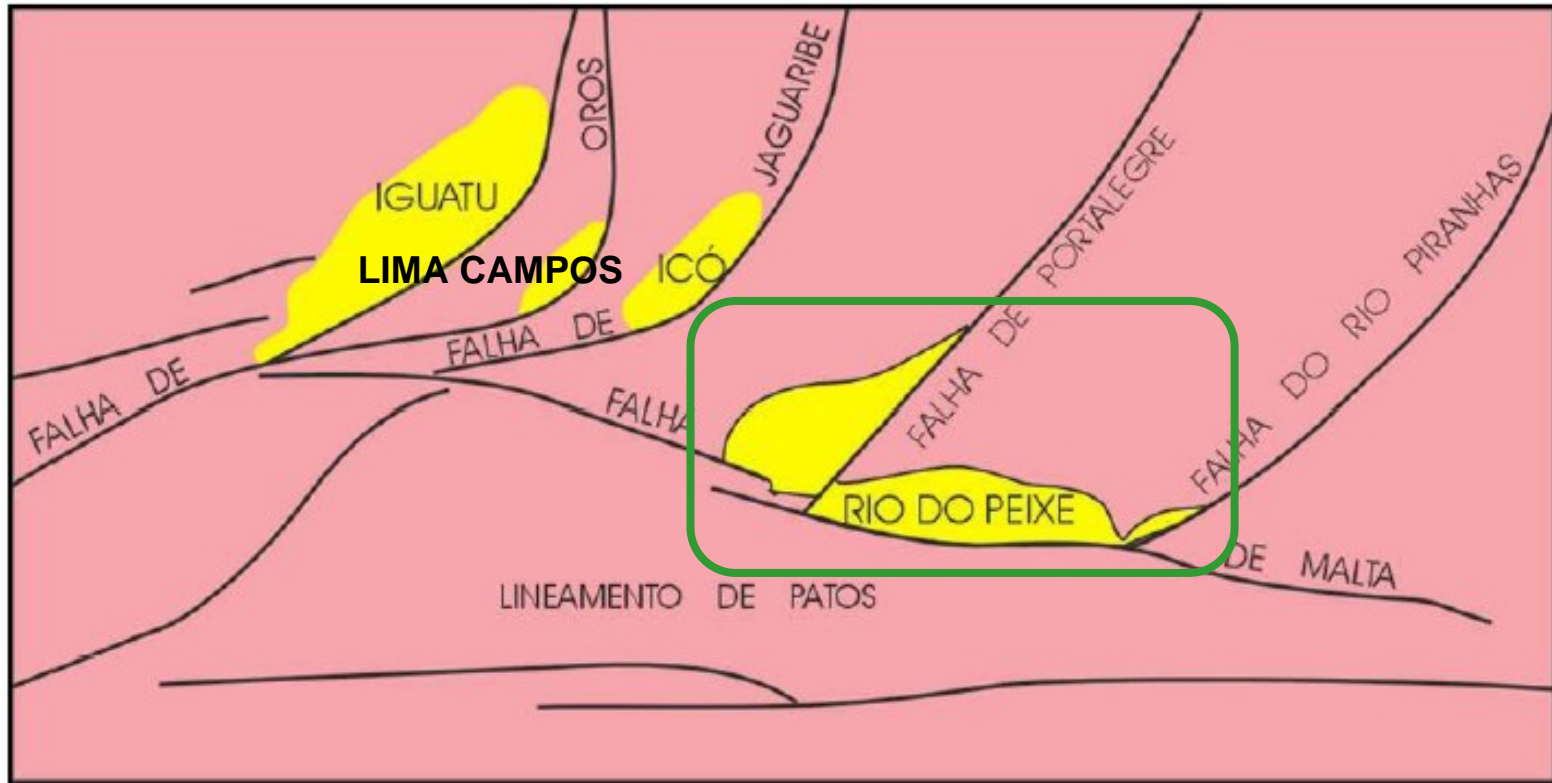 OROS
JAGUARIBE
IGUATU
LIMA CAMPOS
ICÓ
FALHA DE
FALHA DE
FALHA
FALHA DE PORTALEGRE
FALHA DO RIO PIRANHAS
RIO DO PEIXE
DE MALTA
LINEAMENTO DE PATOS